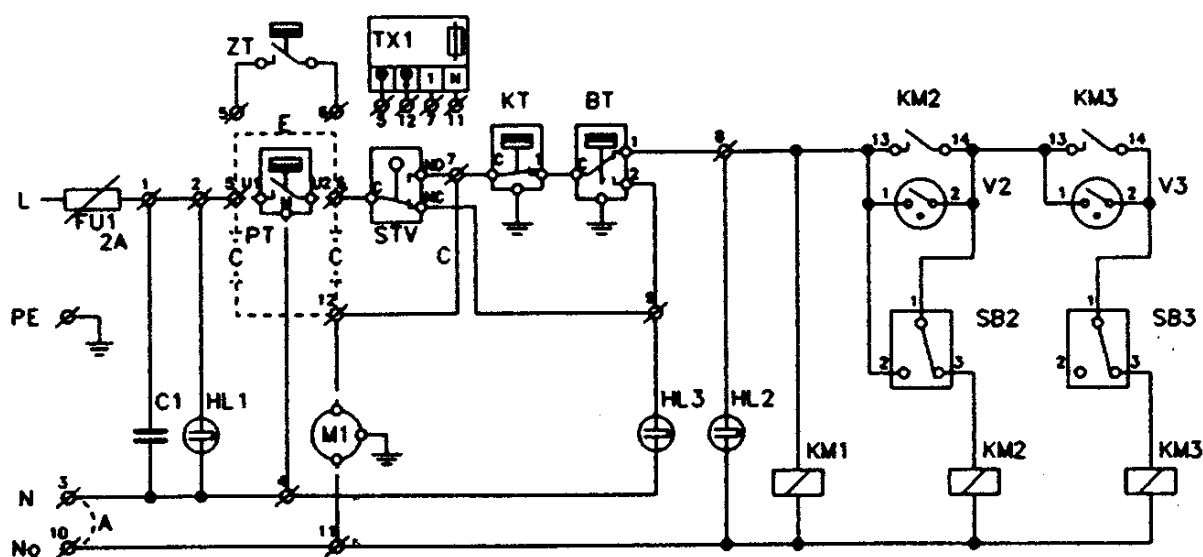 ZT
5 6
TX1
1 N
5 12 7 11
E
KT
BT
KM2
KM3
L
FU1
2A
1
2
5
U1
U2
6
N
PT
C
C
12
C
NO
NC
STV
7
C
C 1
C
1
2
8
13 14
1 2
V2
13 14
1 2
V3
PE
9
1
2 3
SB2
1
2 3
SB3
C1
HL1
M1
HL3
HL2
KM1
KM2
KM3
N
3
4
A
No
10
11